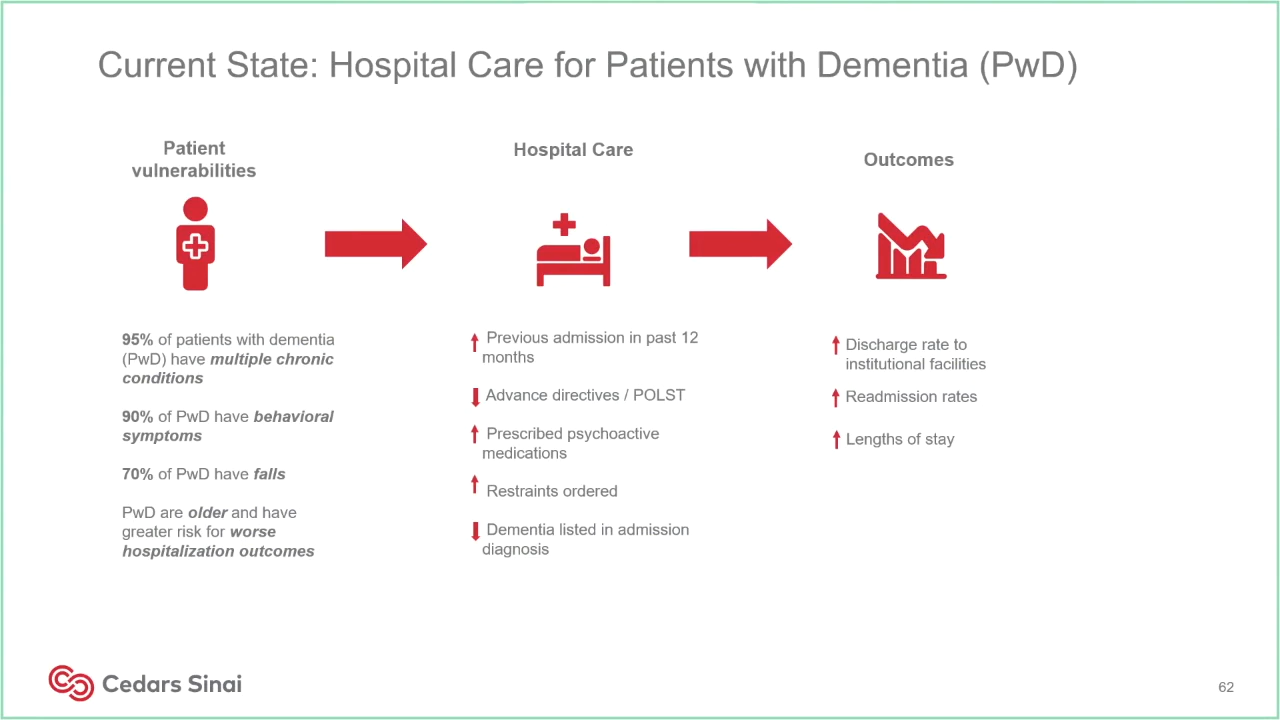 Current State: Hospital Care for Patients with Dementia (PwD)
Patient
vulnerabilities
95% of patients with dementia
(PwD) have multiple chronic
conditions
90% of PwD have behavioral
symptoms
70% of PwD have falls
PwD are older and have
greater risk for worse
hospitalization outcomes
Hospital Care
Previous admission in past 12
months
Advance directives / POLST
Prescribed psychoactive
medications
Restraints ordered
Dementia listed in admission
diagnosis
Outcomes
Discharge rate to
institutional facilities
Readmission rates
Lengths of stay
Cedars Sinai
62